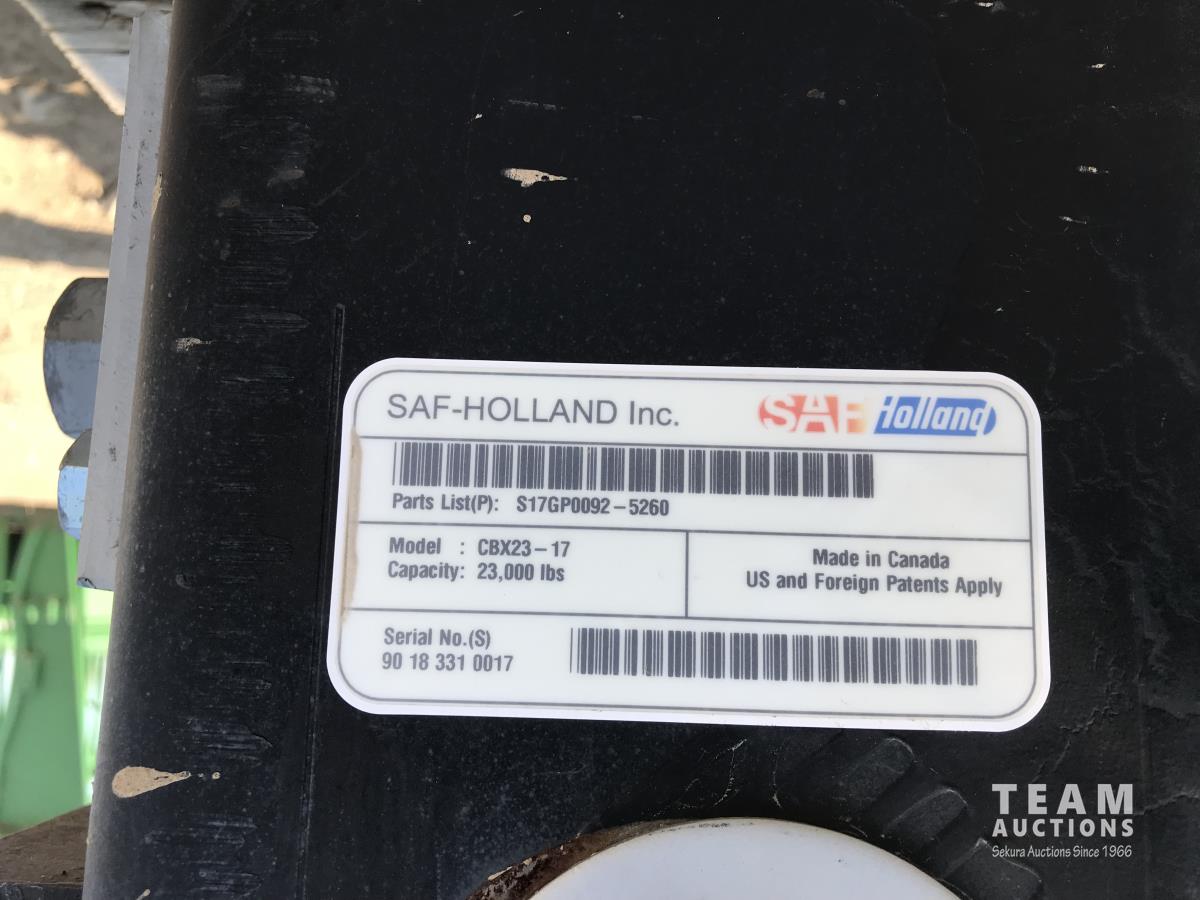 SAF-HOLLAND Inc.
SAF Holland
Parts List(P): S17GP0092-5260
Model : CBX23-17
Capacity: 23,000 lbs
Made in Canada
US and Foreign Patents Apply
Serial No.(S)
90 18 331 0017
TEAM
AUCTIONS
Sekura Auctions Since 1966